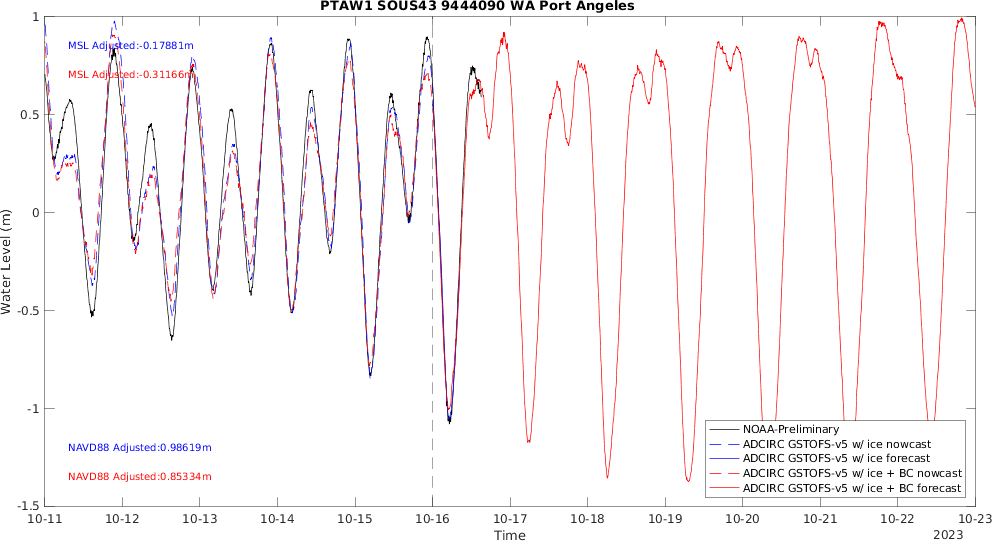 PTAW1 SOUS43 9444090 WA Port Angeles
MSL Adjusted:-0.17881m
MSL Adjusted:-0.31166m
NAVD88 Adjusted:0.98619m
NAVD88 Adjusted:0.85334m
Water Level (m)
1
0.5
0
-0.5
-1
-1.5
NOAA-Preliminary
ADCIRC GSTOFS-v5 w/ ice nowcast
ADCIRC GSTOFS-v5 w/ ice forecast
ADCIRC GSTOFS-v5 w/ ice + BC nowcast
ADCIRC GSTOFS-v5 w/ ice + BC forecast
10-11 10-12 10-13 10-14 10-15 10-16 10-17 10-18 10-19 10-20 10-21 10-22 10-23
Time
2023